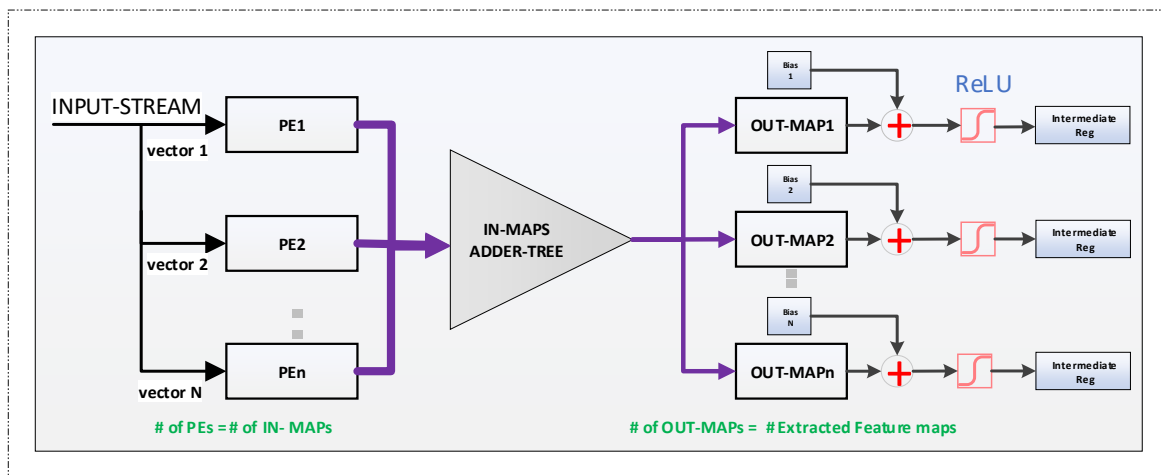 INPUT-STREAM
vector 1
PE1
vector 2
PE2
vector N
PEn
# of PEs = # of IN- MAPs
IN-MAPS
ADDER-TREE
Bias
1
ReLU
OUT-MAP1
Intermediate
Reg
Bias
2
OUT-MAP2
Intermediate
Reg
Bias
N
OUT-MAPn
Intermediate
Reg
# of OUT-MAPs = # Extracted Feature maps